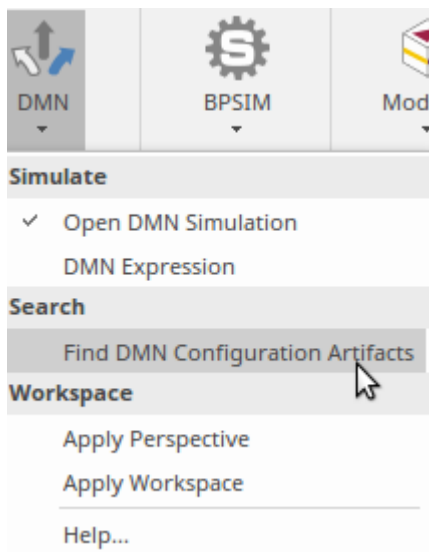 DMN
BPSIM
Mod
Simulate
Open DMN Simulation
DMN Expression
Search
Find DMN Configuration Artifacts
Workspace
Apply Perspective
Apply Workspace
Help...